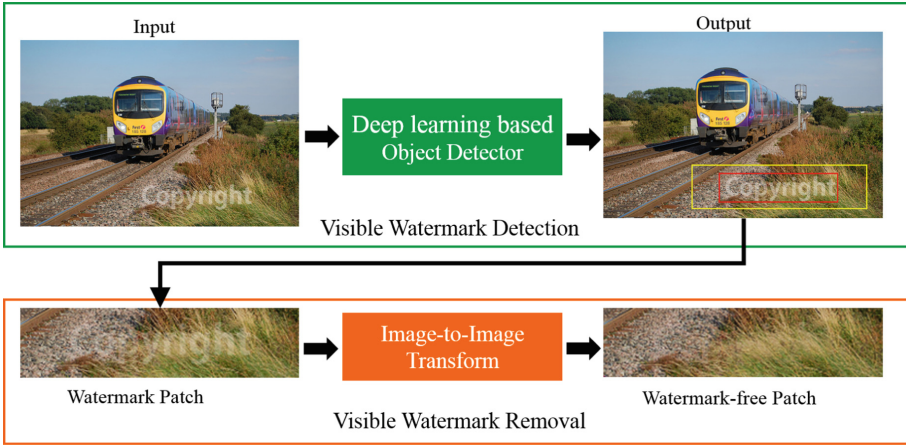 Input
Output
Copyright
Deep learning based
Object Detector
Copyright
Visible Watermark Detection
Copyright
Image-to-Image
Transform
Watermark Patch
Watermark-free Patch
Visible Watermark Removal